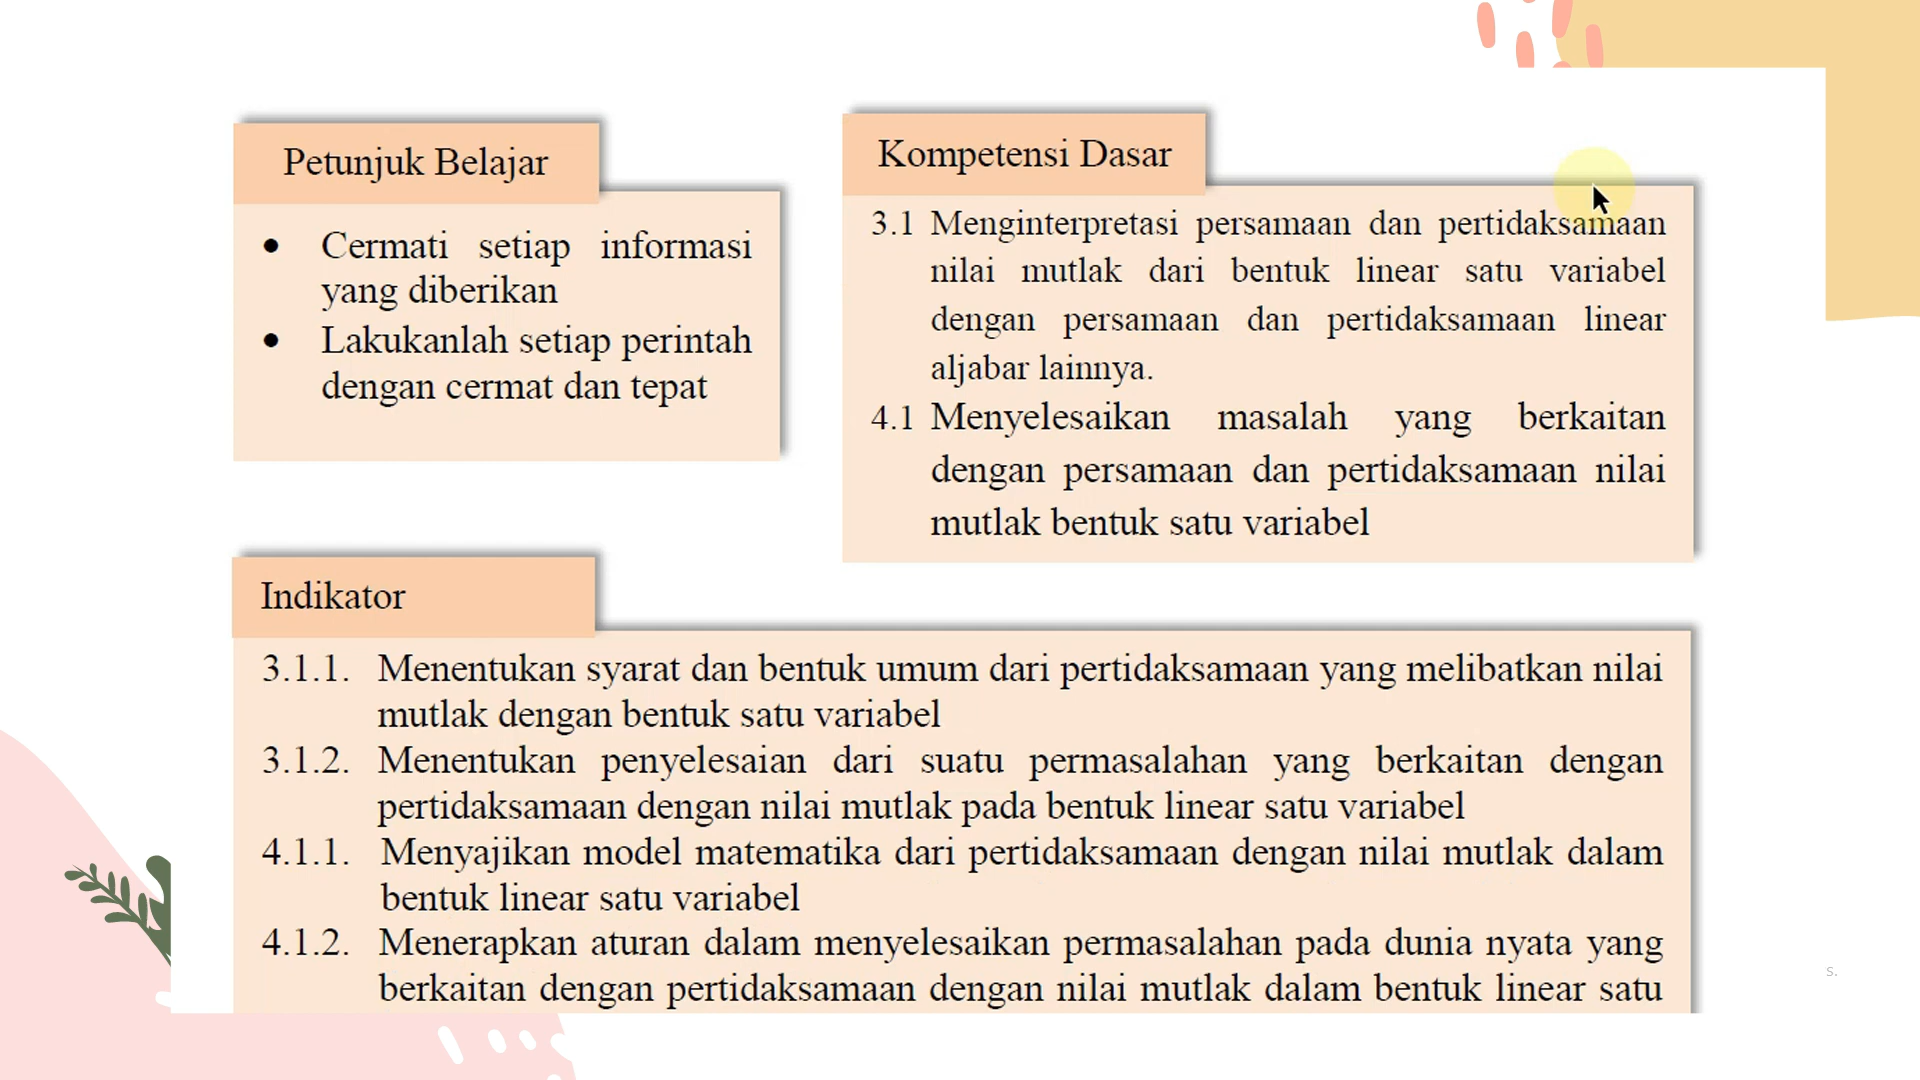 Petunjuk Belajar
• Cermati setiap informasi
yang diberikan
• Lakukanlah setiap perintah
dengan cermat dan tepat
Kompetensi Dasar
3.1 Menginterpretasi persamaan dan pertidaksamaan
nilai mutlak dari bentuk linear satu variabel
dengan persamaan dan pertidaksamaan linear
aljabar lainnya.
4.1 Menyelesaikan masalah yang berkaitan
dengan persamaan dan pertidaksamaan nilai
mutlak bentuk satu variabel
Indikator
3.1.1. Menentukan syarat dan bentuk umum dari pertidaksamaan yang melibatkan nilai
mutlak dengan bentuk satu variabel
3.1.2. Menentukan penyelesaian dari suatu permasalahan yang berkaitan dengan
pertidaksamaan dengan nilai mutlak pada bentuk linear satu variabel
4.1.1. Menyajikan model matematika dari pertidaksamaan dengan nilai mutlak dalam
bentuk linear satu variabel
4.1.2. Menerapkan aturan dalam menyelesaikan permasalahan pada dunia nyata yang
berkaitan dengan pertidaksamaan dengan nilai mutlak dalam bentuk linear satu
s.